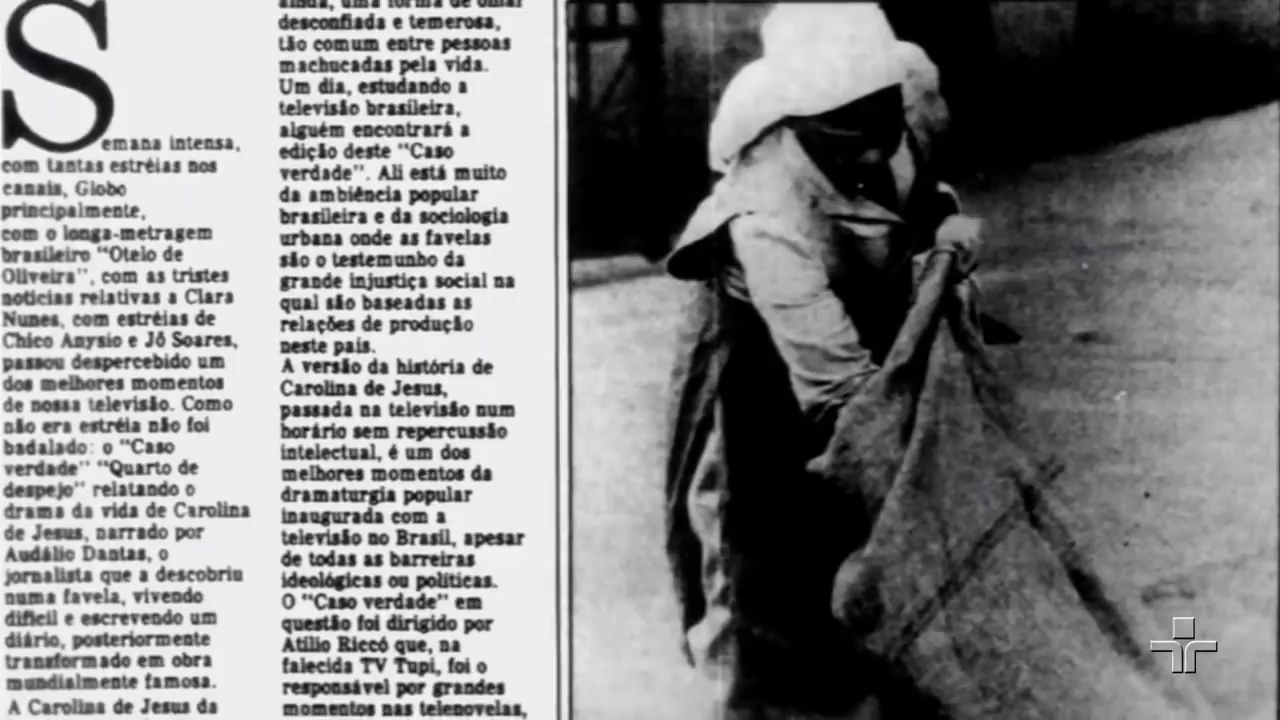 Semana intensa,
com tantas estréias nos
canais, Globo
principalmente,
com o longa-metragem
brasileiro "Otelo de
Oliveira", com as tristes
notícias relativas a Clara
Nunes, com estréias de
Chico Anysio e Jô Soares,
passou despercebido um
dos melhores momentos
de nossa televisão. Como
não era estréia não foi
badalado: o "Caso
verdade" "Quarto de
despejo" relatando o
drama da vida de Carolina
de Jesus, narrado por
Audálio Dantas, o
jornalista que a descobriu
numa favela, vivendo
difícil e escrevendo um
diário, posteriormente
transformado em obra
mundialmente famosa.
A Carolina de Jesus da
ainda, uma forma de olhar
desconfiada e temerosa,
tão comum entre pessoas
machucadas pela vida.
Um dia, estudando a
televisão brasileira,
alguém encontrará a
edição deste "Caso
verdade". Ali está muito
da ambiência popular
brasileira e da sociologia
urbana onde as favelas
são o testemunho da
grande injustiça social na
qual são baseadas as
relações de produção
neste país.
A versão da história de
Carolina de Jesus,
passada na televisão num
horário sem repercussão
intelectual, é um dos
melhores momentos da
dramaturgia popular
inaugurada com a
televisão no Brasil, apesar
de todas as barreiras
ideológicas ou políticas.
O "Caso verdade" em
questão foi dirigido por
Atílio Riccó que, na
falecida TV Tupi, foi o
responsável por grandes
momentos nas telenovelas,